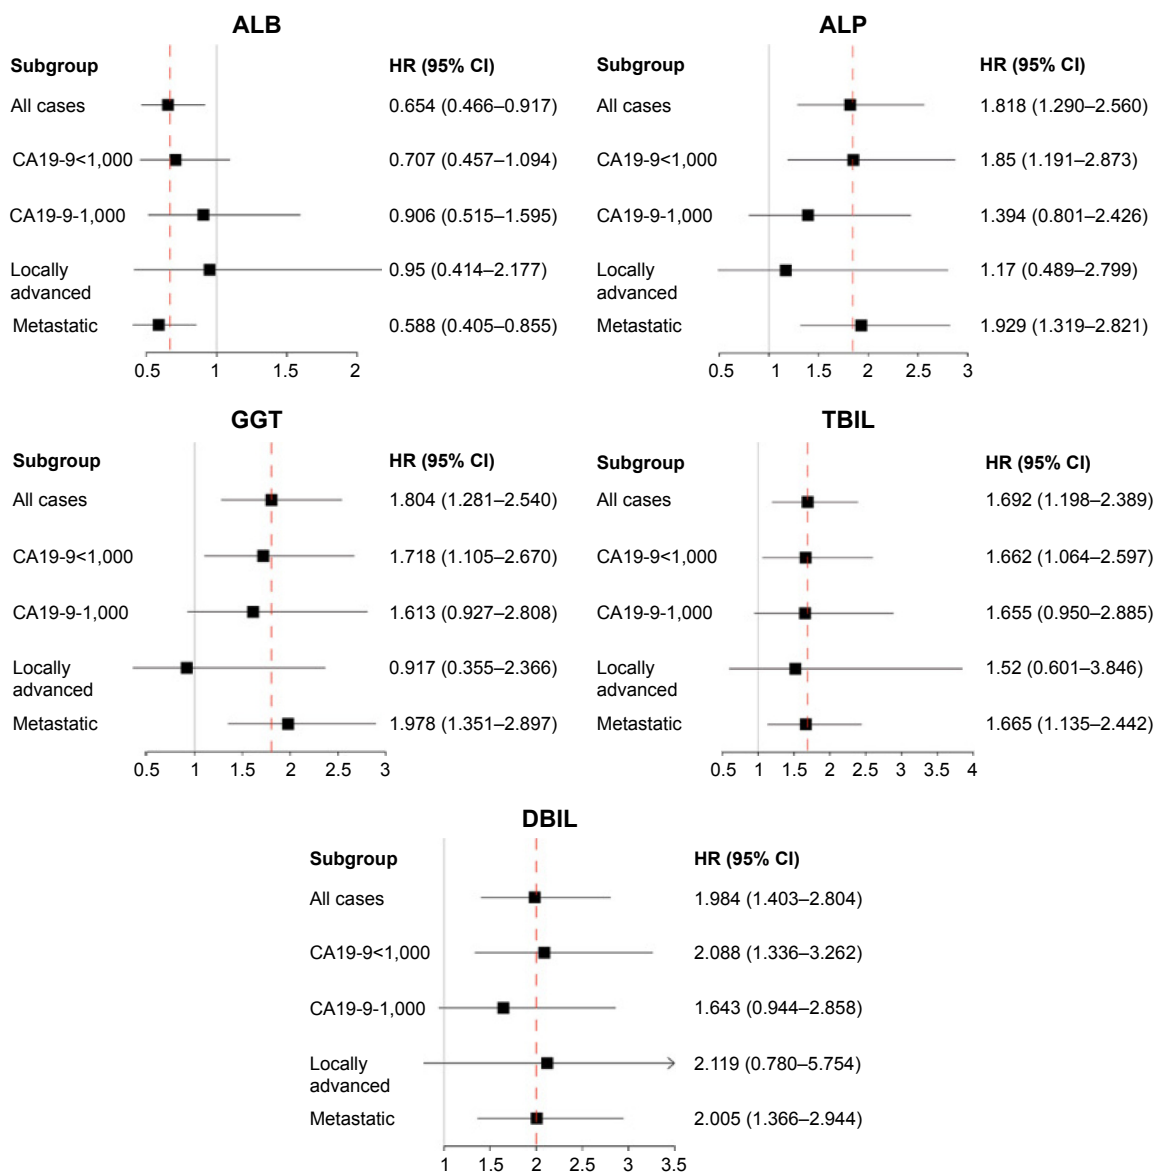 ALB
Subgroup HR (95% CI)
All cases 0.654 (0.466–0.917)
CA19-9<1,000 0.707 (0.457–1.094)
CA19-9-1,000 0.906 (0.515–1.595)
Locally 0.95 (0.414–2.177)
advanced
Metastatic 0.588 (0.405–0.855)
0.5 1 1.5 2
ALP
Subgroup HR (95% CI)
All cases 1.818 (1.290–2.560)
CA19-9<1,000 1.85 (1.191–2.873)
CA19-9-1,000 1.394 (0.801–2.426)
Locally 1.17 (0.489–2.799)
advanced
Metastatic 1.929 (1.319–2.821)
0.5 1 1.5 2 2.5 3
GGT
Subgroup HR (95% CI)
All cases 1.804 (1.281–2.540)
CA19-9<1,000 1.718 (1.105–2.670)
CA19-9-1,000 1.613 (0.927–2.808)
Locally 0.917 (0.355–2.366)
advanced
Metastatic 1.978 (1.351–2.897)
0.5 1 1.5 2 2.5 3
TBIL
Subgroup HR (95% CI)
All cases 1.692 (1.198–2.389)
CA19-9<1,000 1.662 (1.064–2.597)
CA19-9-1,000 1.655 (0.950–2.885)
Locally 1.52 (0.601–3.846)
advanced
Metastatic 1.665 (1.135–2.442)
0.5 1 1.5 2 2.5 3 3.5 4
DBIL
Subgroup HR (95% CI)
All cases 1.984 (1.403–2.804)
CA19-9<1,000 2.088 (1.336–3.262)
CA19-9-1,000 1.643 (0.944–2.858)
Locally 2.119 (0.780–5.754)
advanced
Metastatic 2.005 (1.366–2.944)
1 1.5 2 2.5 3 3.5